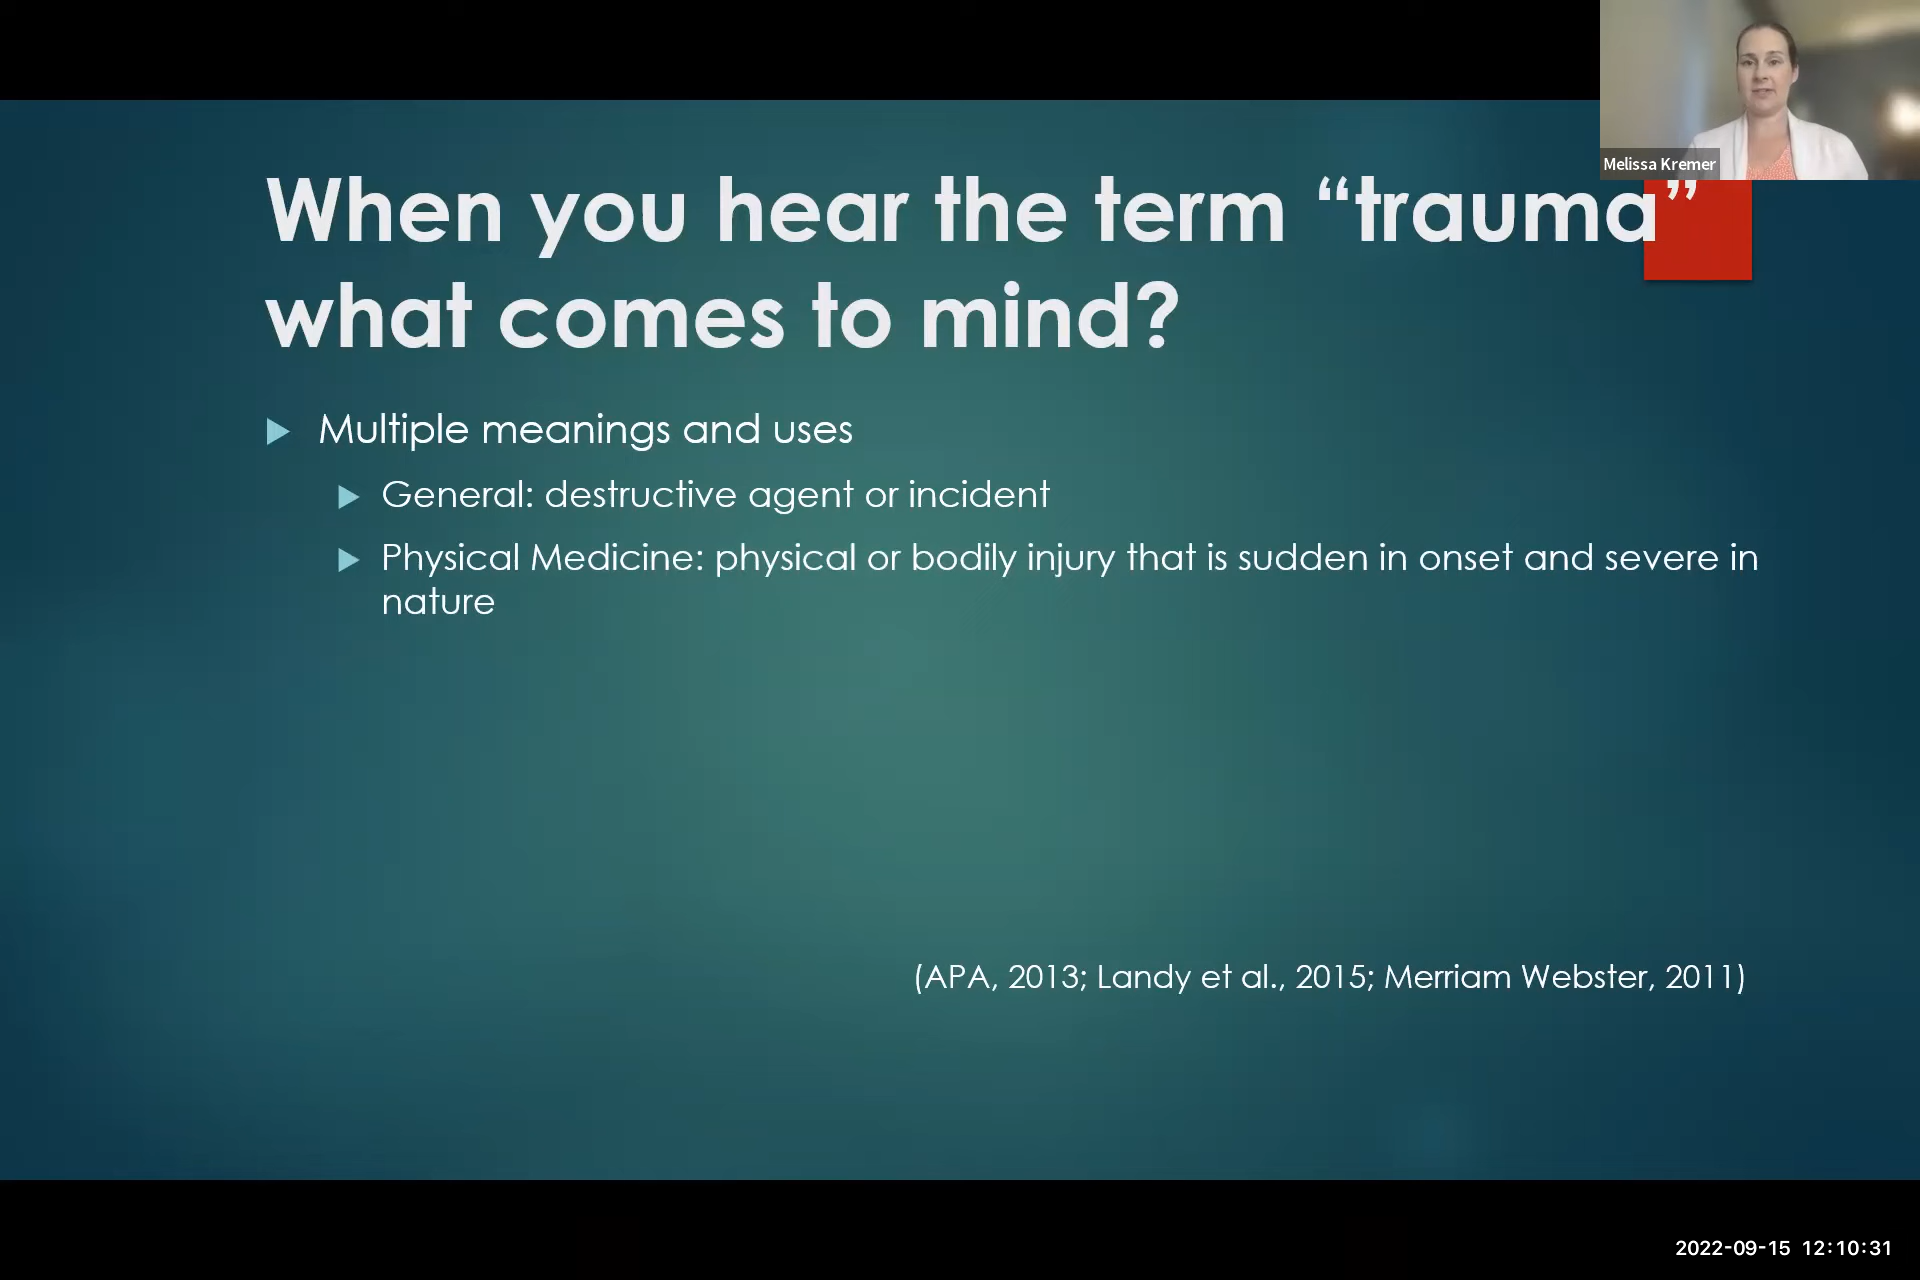 Melissa Kremer
When you hear the term “trauma”
what comes to mind?
Multiple meanings and uses
General: destructive agent or incident
Physical Medicine: physical or bodily injury that is sudden in onset and severe in
nature
(APA, 2013; Landy et al., 2015; Merriam Webster, 2011)
2022-09-15 12:10:31